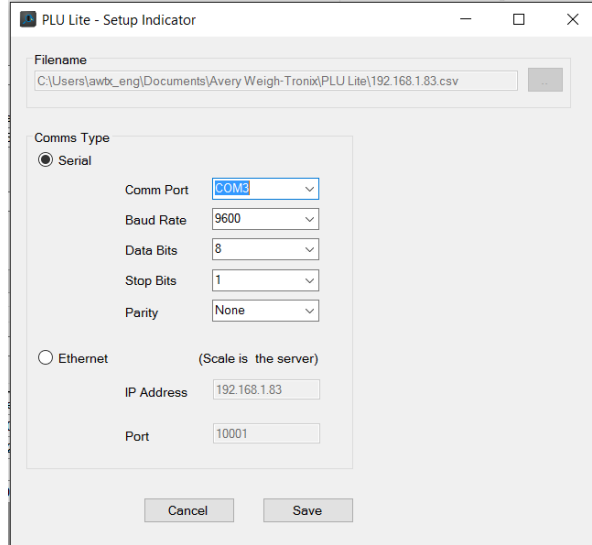 PLU Lite - Setup Indicator
Filename
C:\Users\awtx_eng\Documents\Avery Weigh-Tronix\PLU Lite\192.168.1.83.csv
..
Comms Type
Serial
Comm Port COM3
Baud Rate 9600
Data Bits 8
Stop Bits 1
Parity None
Ethernet (Scale is the server)
IP Address 192.168.1.83
Port 10001
Cancel Save